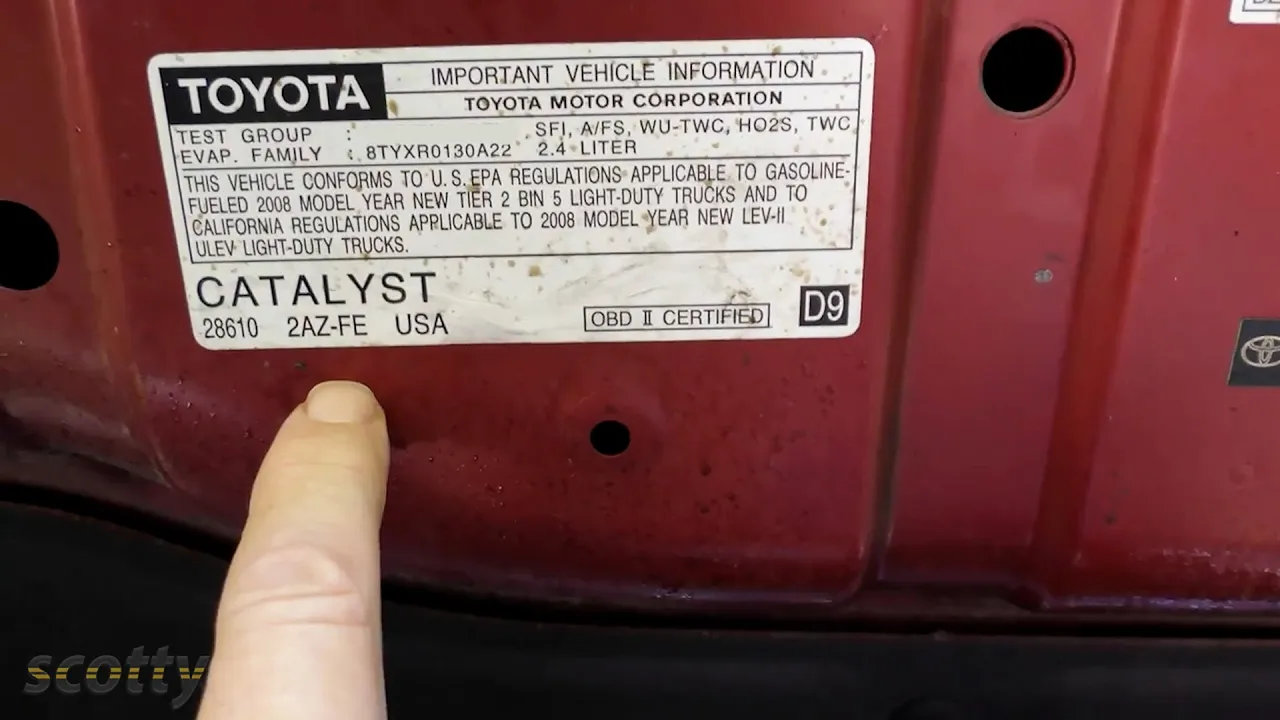 TOYOTA
IMPORTANT VEHICLE INFORMATION
TOYOTA MOTOR CORPORATION
TEST GROUP : SFI, A/FS, WU-TWC, HO2S, TWC
EVAP. FAMILY : 8TYXR0130A22 2.4 LITER
THIS VEHICLE CONFORMS TO U.S.EPA REGULATIONS APPLICABLE TO GASOLINE-
FUELED 2008 MODEL YEAR NEW TIER 2 BIN 5 LIGHT-DUTY TRUCKS AND TO
CALIFORNIA REGULATIONS APPLICABLE TO 2008 MODEL YEAR NEW LEV-II
ULEV LIGHT-DUTY TRUCKS.
CATALYST
28610 2AZ-FE USA
OBD II CERTIFIED
D9
scotty